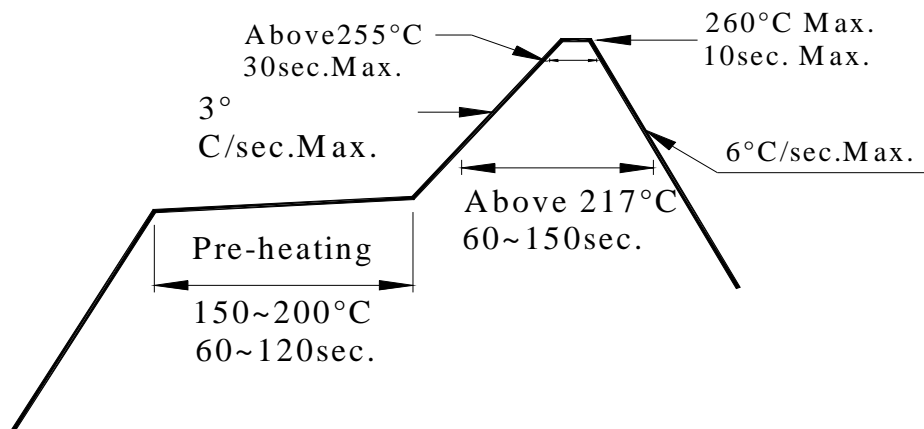 Above255°C
30sec.Max.
260°C Max.
10sec. Max.
3°
C/sec.Max.
6°C/sec.Max.
Above 217°C
60~150sec.
Pre-heating
150~200°C
60~120sec.